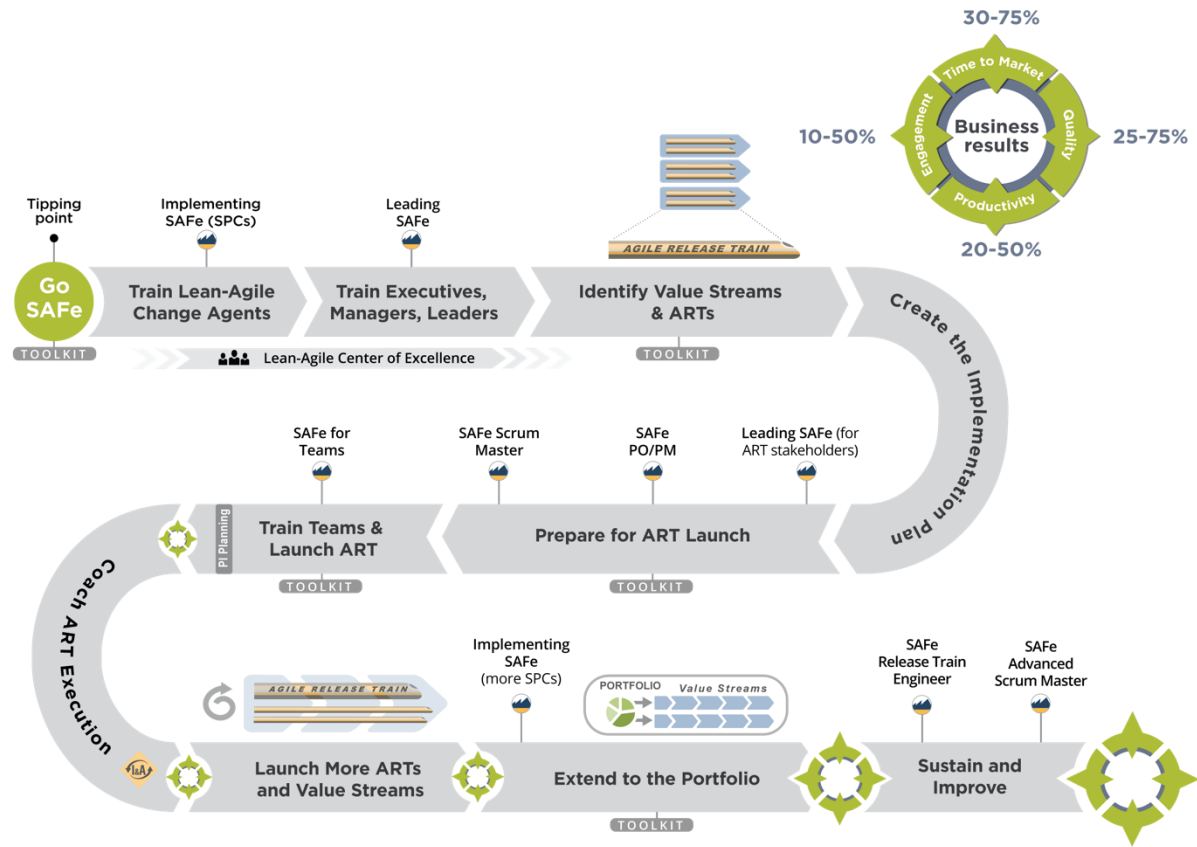 30-75%
Time to Market
Engagement
Quality
Productivity
Business
results
10-50%
25-75%
20-50%
Tipping
point
Implementing
SAFe (SPCs)
Leading
SAFe
AGILE RELEASE TRAIN
Go
SAFe
Train Lean-Agile
Change Agents
Train Executives,
Managers, Leaders
Identify Value Streams
& ARTs
Create the Implementation Plan
TOOLKIT
Lean-Agile Center of Excellence
TOOLKIT
SAFe for
Teams
SAFe Scrum
Master
SAFe
PO/PM
Leading SAFe (for
ART stakeholders)
PI Planning
Train Teams &
Launch ART
Prepare for ART Launch
TOOLKIT
TOOLKIT
Coach ART Execution
I&A
AGILE RELEASE TRAIN
Implementing
SAFe
(more SPCs)
PORTFOLIO
Value Streams
SAFe
Release Train
Engineer
SAFe
Advanced
Scrum Master
Launch More ARTs
and Value Streams
Extend to the Portfolio
Sustain and
Improve
TOOLKIT